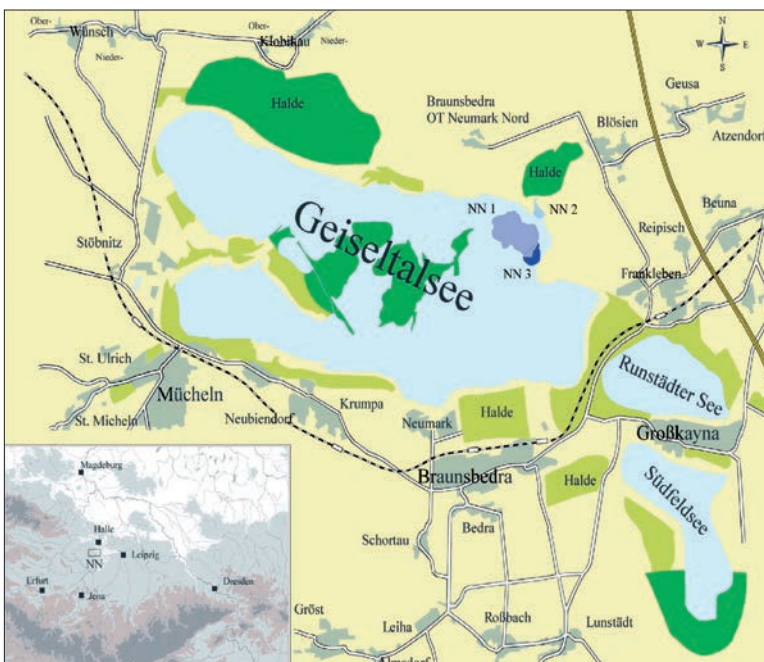 Ober-
Wünsch
Nieder-
Ober-
Klobikau
Nieder-
N
W
E
S
Halde
Braunsbedra
OT Neumark Nord
Blösien
Geusa
Atzendorf
Halde
NN 1
NN 2
NN 3
Geiseltalsee
Beuna
Reipisch
Frankleben
Stöbnitz
St. Ulrich
Mücheln
St. Micheln
Neubiendorf
Krumpa
Neumark
Halde
Runstädter See
Großkayna
Braunsbedra
Halde
Südfeldsee
Bedra
Schortau
Gröst
Leiha
Almsdorf
Roßbach
Lunstädt
Magdeburg
Halle
NN
Leipzig
Erfurt
Jena
Dresden